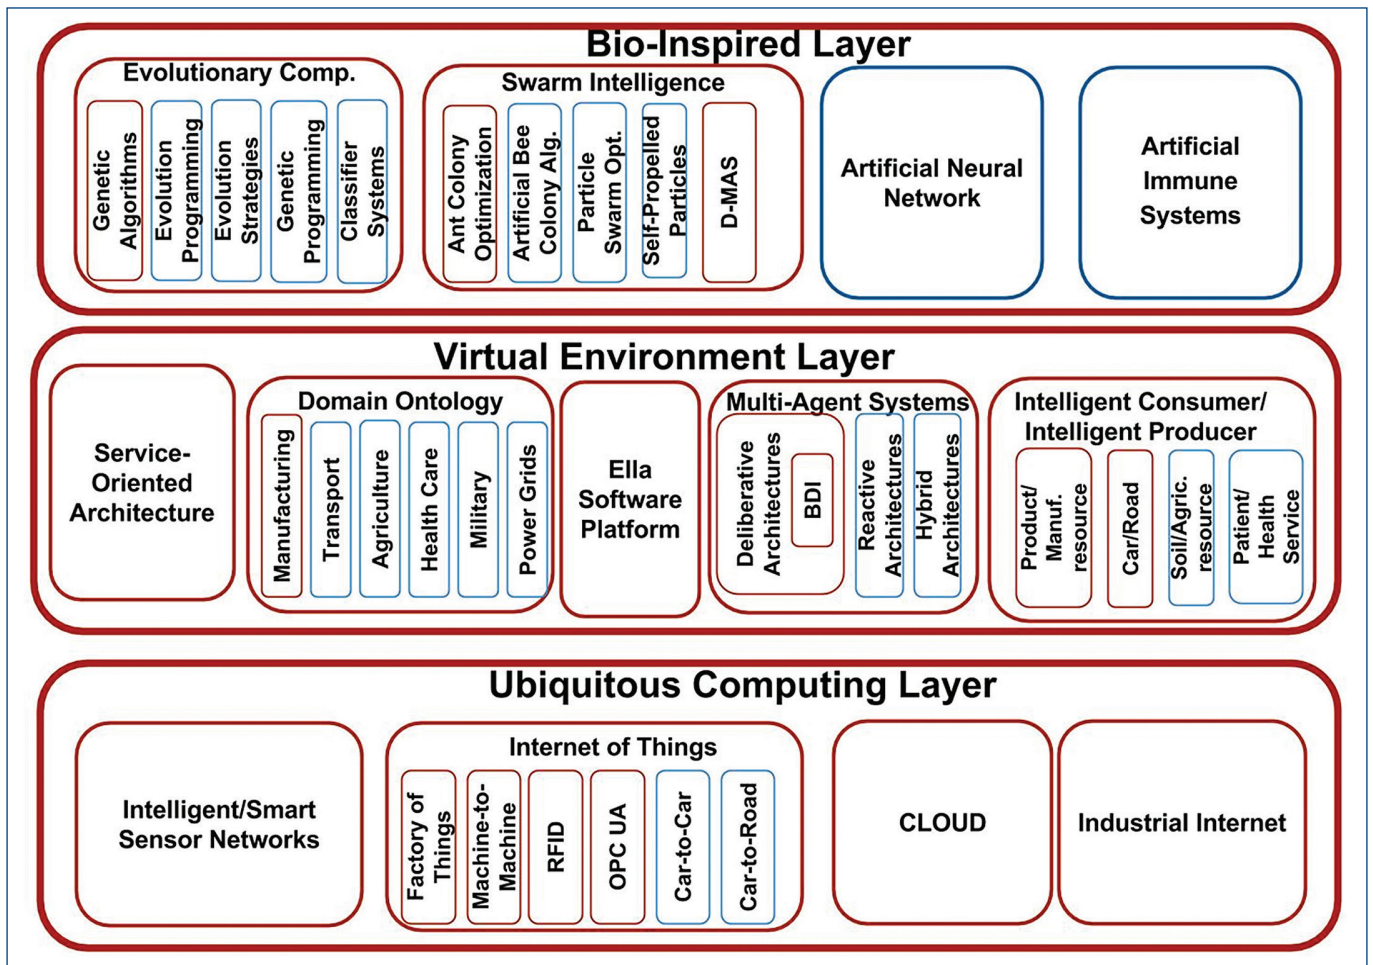 Bio-Inspired Layer
Evolutionary Comp.
Genetic
Algorithms
Evolution
Programming
Evolution
Strategies
Genetic
Programming
Classifier
Systems
Swarm Intelligence
Ant Colony
Optimization
Artificial Bee
Colony Alg.
Particle
Swarm Opt.
Self-Propelled
Particles
D-MAS
Artificial Neural
Network
Artificial
Immune
Systems
Virtual Environment Layer
Service-
Oriented
Architecture
Domain Ontology
Manufacturing
Transport
Agriculture
Health Care
Military
Power Grids
Ella
Software
Platform
Multi-Agent Systems
Deliberative
Architectures
BDI
Reactive
Architectures
Hybrid
Architectures
Intelligent Consumer/
Intelligent Producer
Product/
Manuf.
resource
Car/Road
Soil/Agric.
resource
Patient/
Health
Service
Ubiquitous Computing Layer
Intelligent/Smart
Sensor Networks
Internet of Things
Factory of
Things
Machine-to-
Machine
RFID
OPC UA
Car-to-Car
Car-to-Road
CLOUD
Industrial Internet